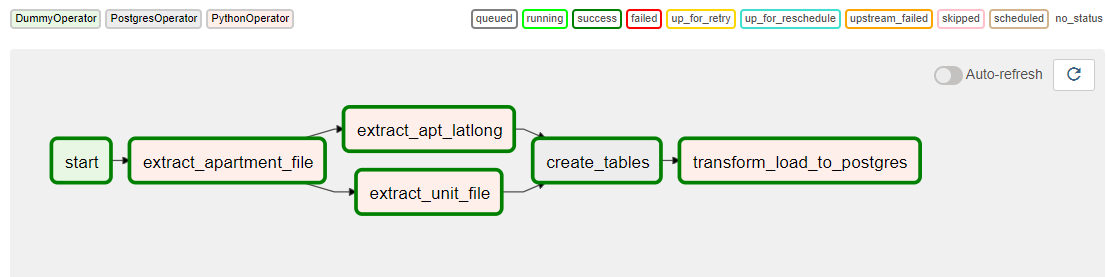 DummyOperator PostgresOperator PythonOperator queued running success failed up_for_retry up_for_reschedule upstream_failed skipped scheduled no_status
Auto-refresh
extract_apt_latlong
start extract_apartment_file create_tables transform_load_to_postgres
extract_unit_file